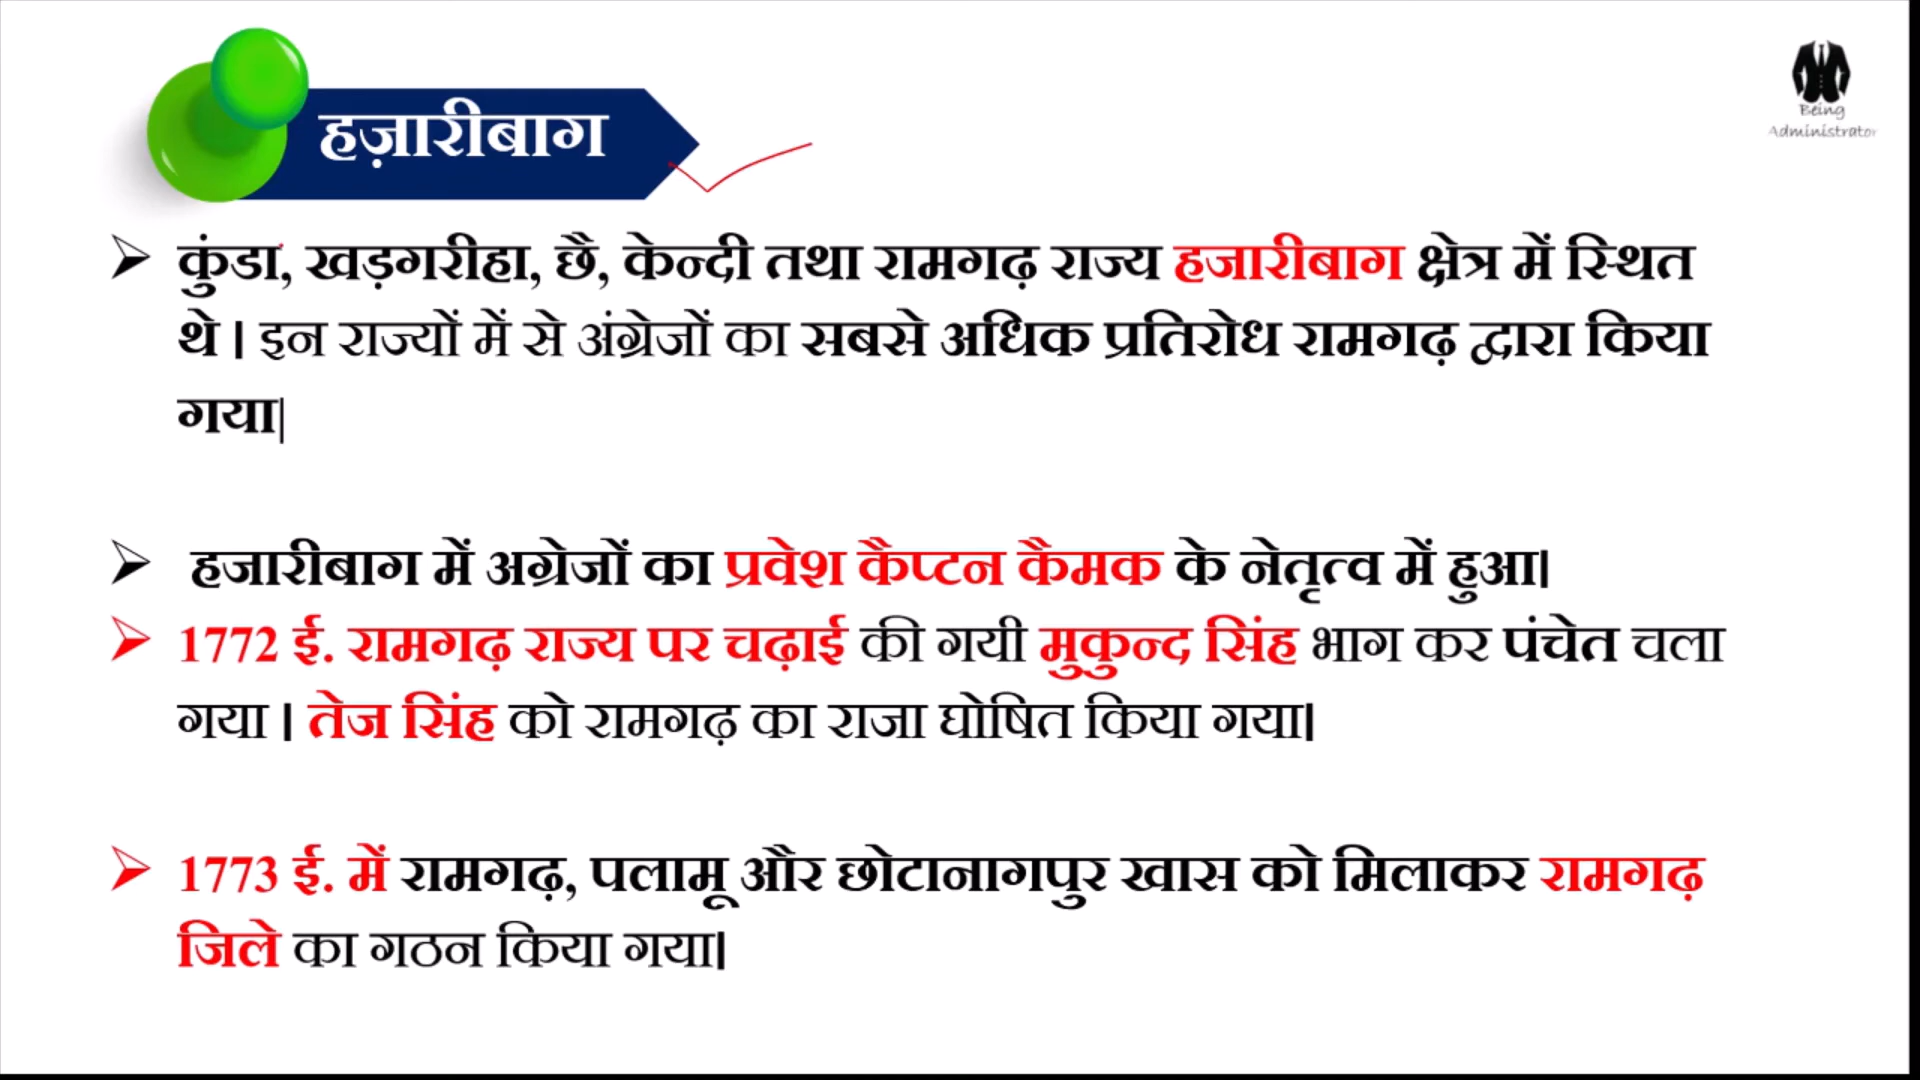 हज़ारीबाग
Being
Administrator
कुंडा, खड़गरीहा, छै, केन्दी तथा रामगढ़ राज्य हजारीबाग क्षेत्र में स्थित
थे । इन राज्यों में से अंग्रेजों का सबसे अधिक प्रतिरोध रामगढ़ द्वारा किया
गया|
हजारीबाग में अग्रेजों का प्रवेश कैप्टन कैमक के नेतृत्व में हुआ।
1772 ई. रामगढ़ राज्य पर चढ़ाई की गयी मुकुन्द सिंह भाग कर पंचेत चला
गया । तेज सिंह को रामगढ़ का राजा घोषित किया गया।
1773 ई. में रामगढ़, पलामू और छोटानागपुर खास को मिलाकर रामगढ़
जिले का गठन किया गया।